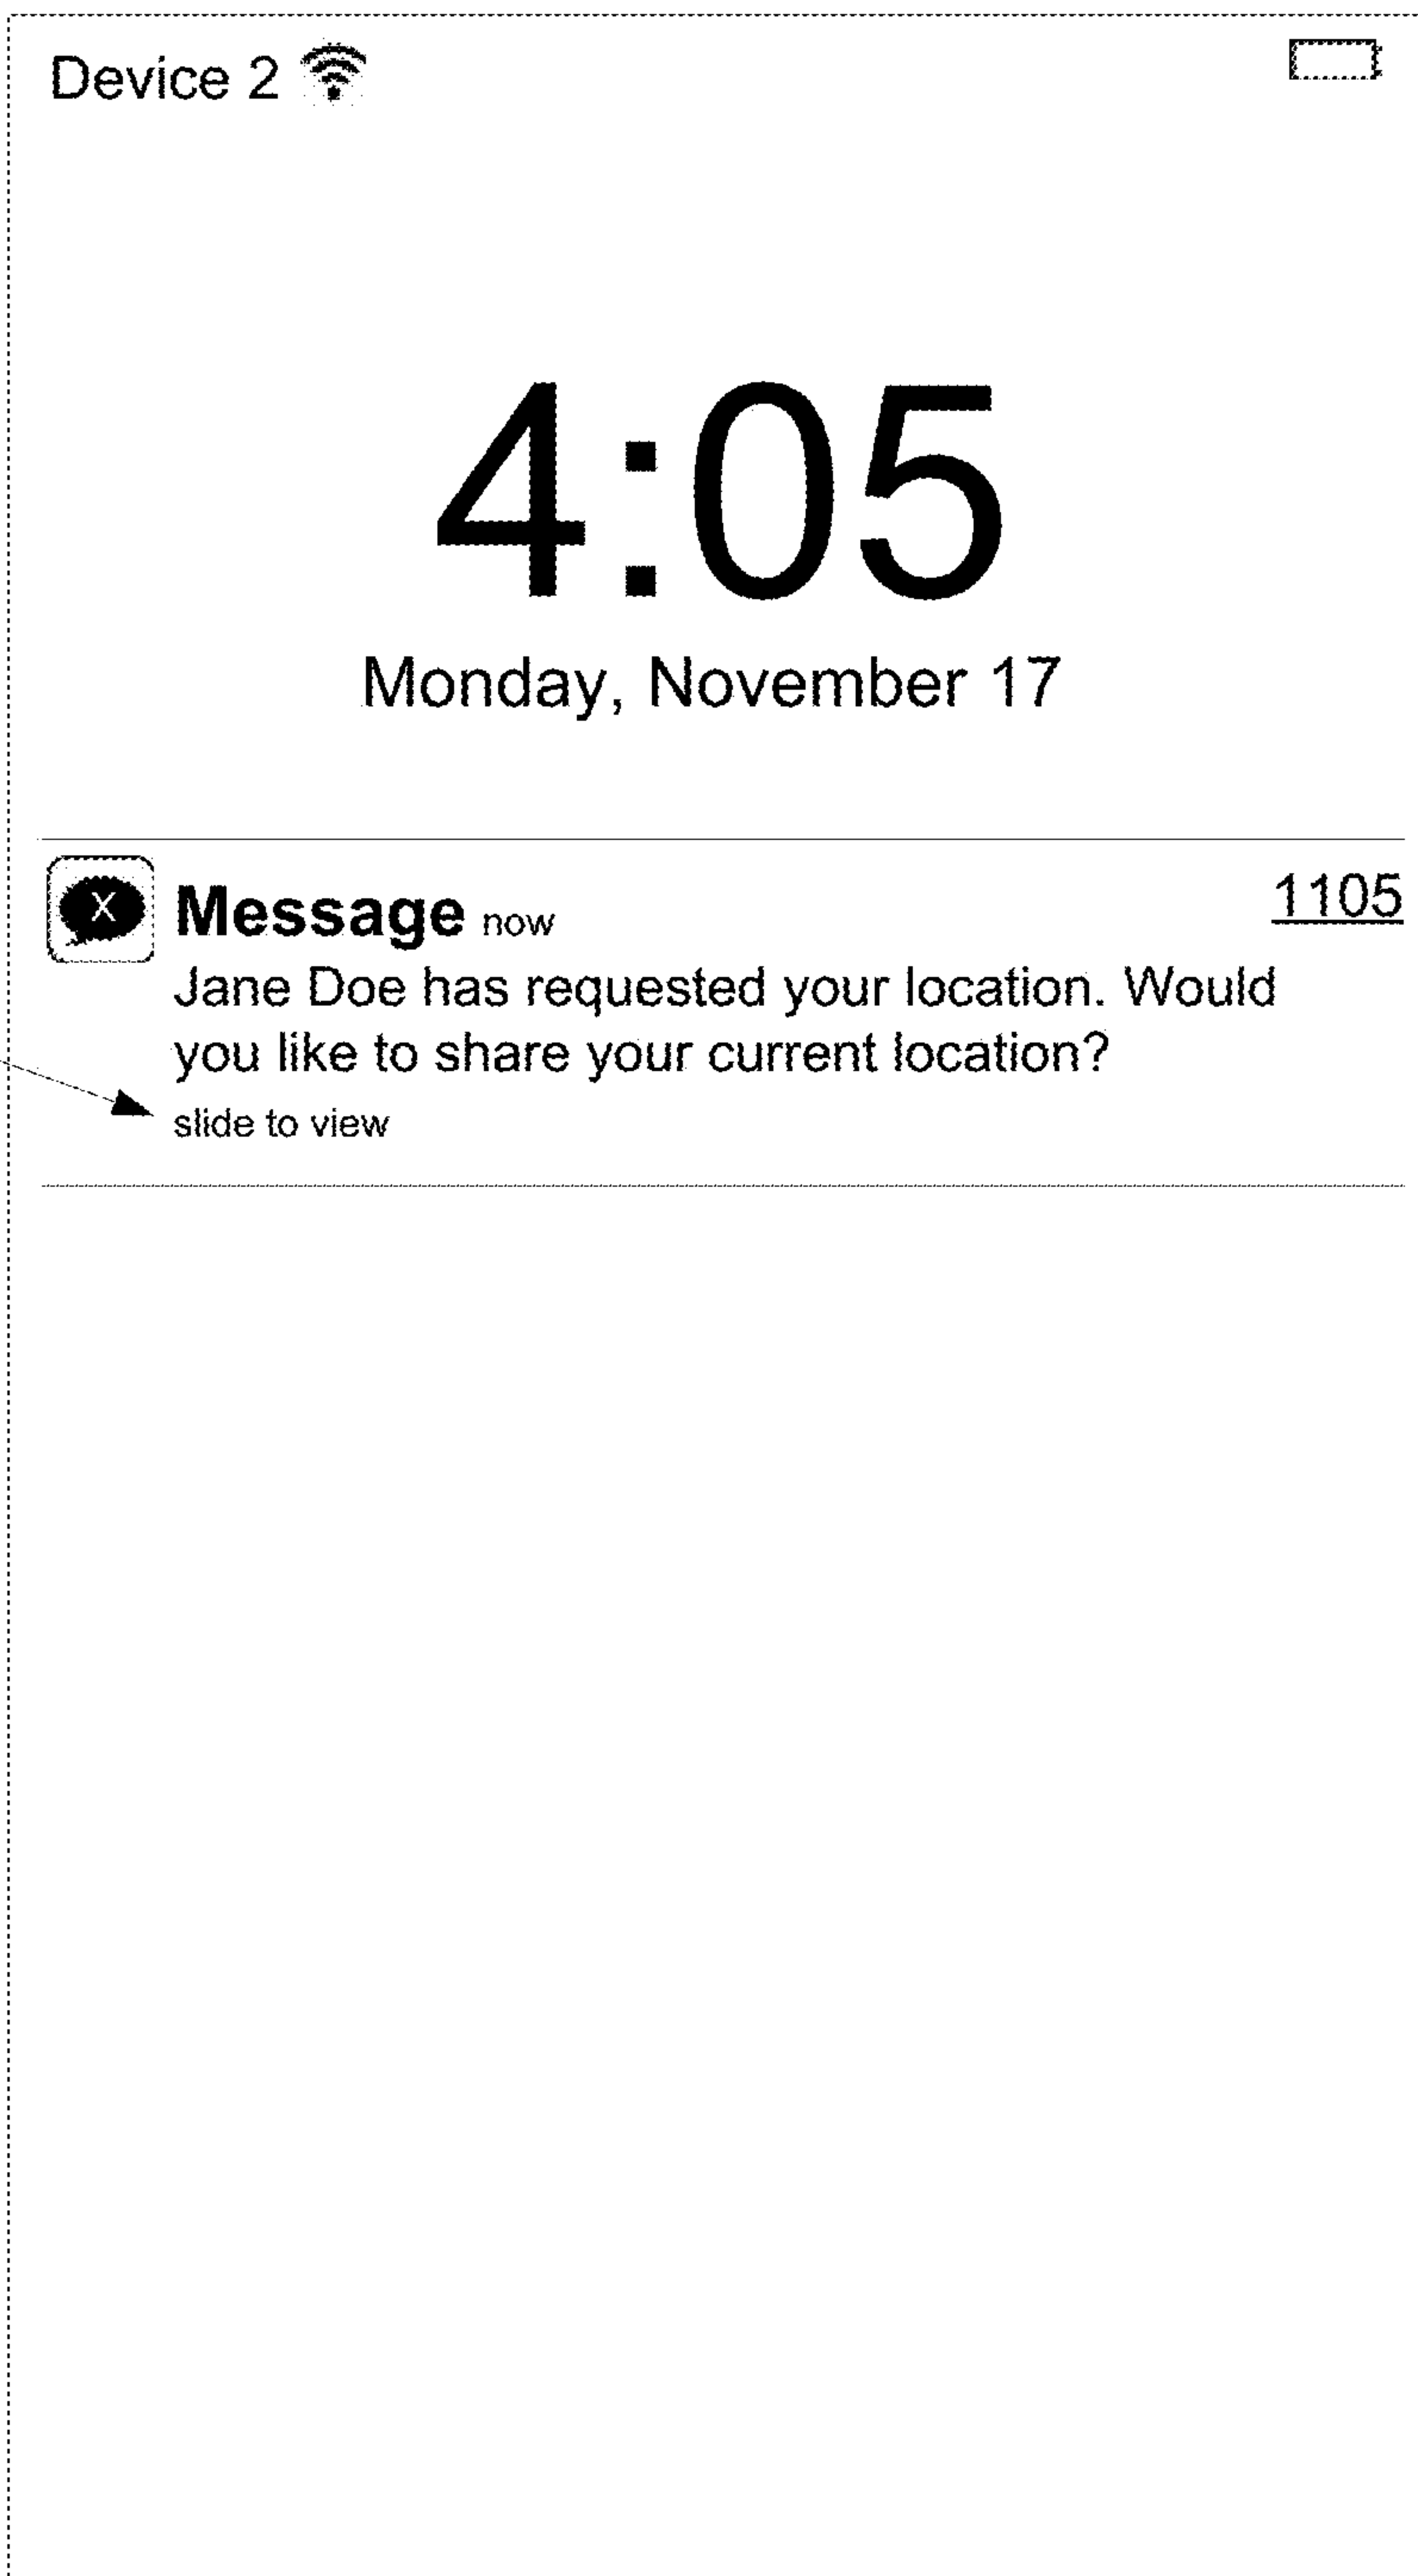 Device 2
4:05
Monday, November 17
X
Message now
1105
Jane Doe has requested your location. Would
you like to share your current location?
slide to view